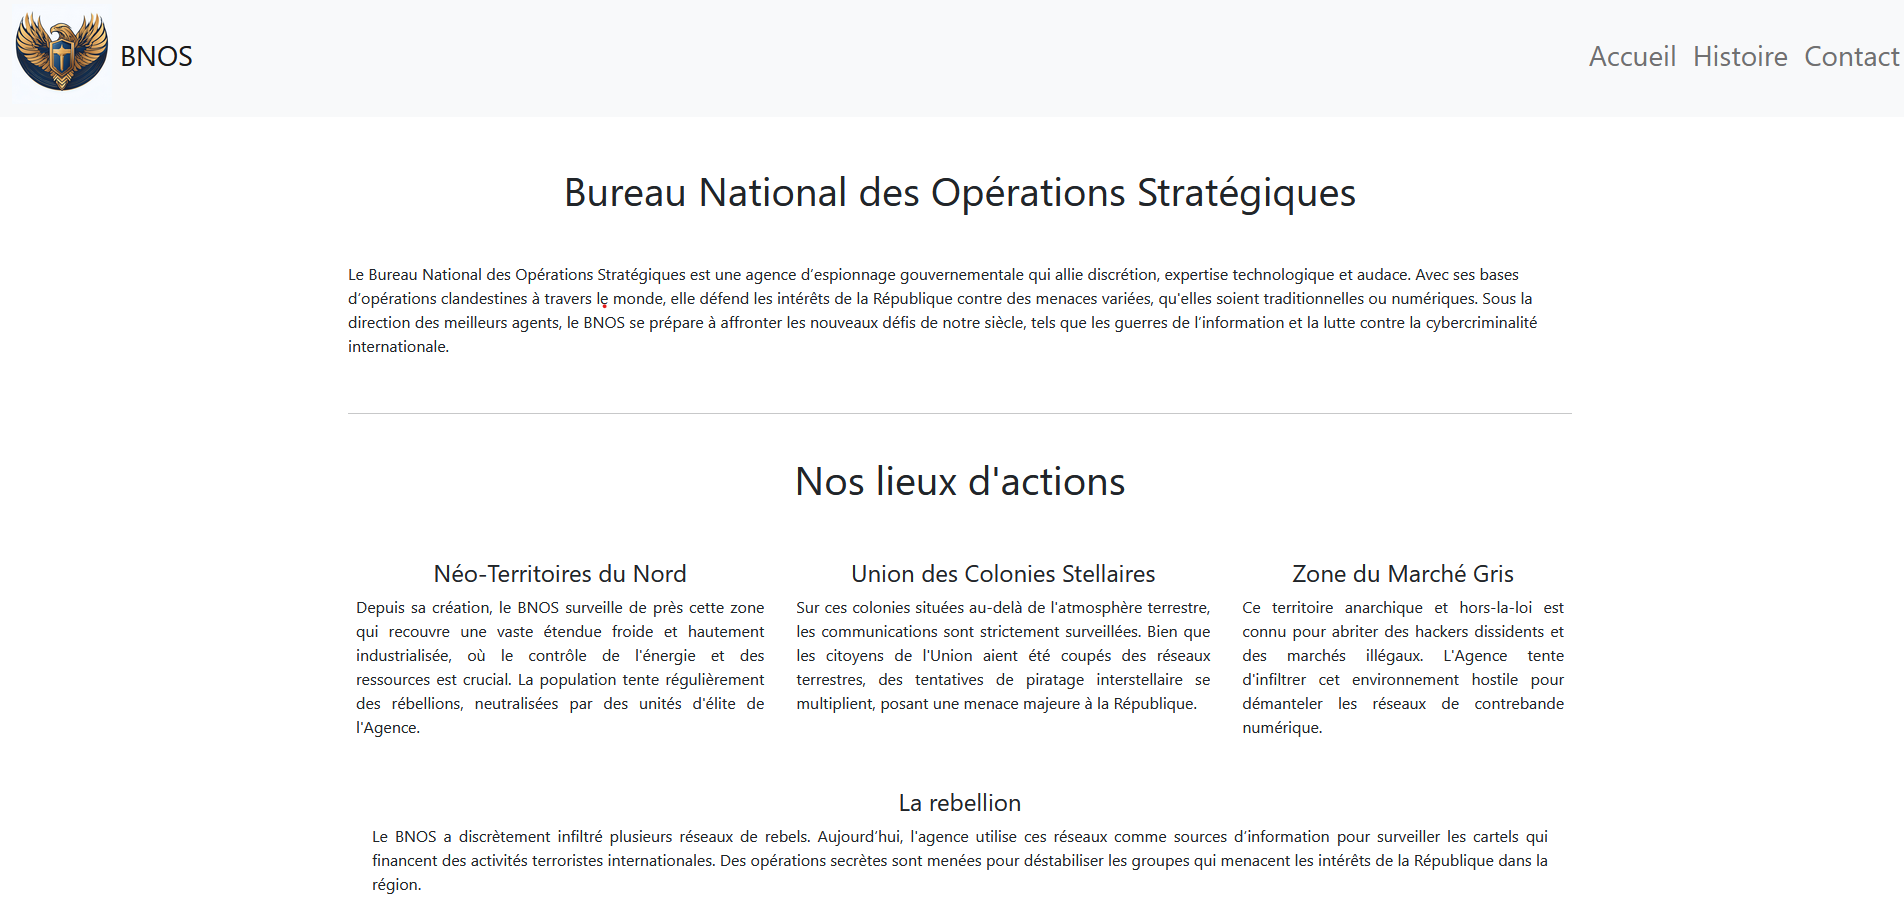 BNOS
Accueil Histoire Contact
Bureau National des Opérations Stratégiques
Le Bureau National des Opérations Stratégiques est une agence d’espionnage gouvernementale qui allie discrétion, expertise technologique et audace. Avec ses bases
d’opérations clandestines à travers le monde, elle défend les intérêts de la République contre des menaces variées, qu'elles soient traditionnelles ou numériques. Sous la
direction des meilleurs agents, le BNOS se prépare à affronter les nouveaux défis de notre siècle, tels que les guerres de l’information et la lutte contre la cybercriminalité
internationale.
Nos lieux d'actions
Néo-Territoires du Nord
Depuis sa création, le BNOS surveille de près cette zone
qui recouvre une vaste étendue froide et hautement
industrialisée, où le contrôle de l'énergie et des
ressources est crucial. La population tente régulièrement
des rébellions, neutralisées par des unités d'élite de
l'Agence.
Union des Colonies Stellaires
Sur ces colonies situées au-delà de l'atmosphère terrestre,
les communications sont strictement surveillées. Bien que
les citoyens de l'Union aient été coupés des réseaux
terrestres, des tentatives de piratage interstellaire se
multiplient, posant une menace majeure à la République.
Zone du Marché Gris
Ce territoire anarchique et hors-la-loi est
connu pour abriter des hackers dissidents et
des marchés illégaux. L'Agence tente
d'infiltrer cet environnement hostile pour
démanteler les réseaux de contrebande
numérique.
La rebellion
Le BNOS a discrètement infiltré plusieurs réseaux de rebels. Aujourd’hui, l'agence utilise ces réseaux comme sources d’information pour surveiller les cartels qui
financent des activités terroristes internationales. Des opérations secrètes sont menées pour déstabiliser les groupes qui menacent les intérêts de la République dans la
région.